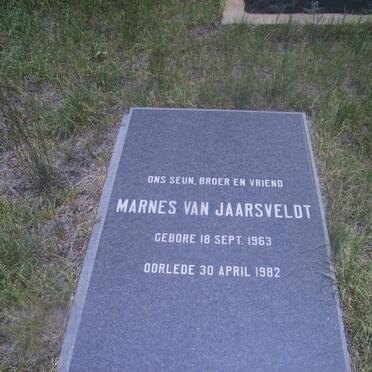 ONS SEUN, BROER EN VRIEND
MARNES VAN JAARSVELDT
GEBORE 18 SEPT. 1963
OORLEDE 30 APRIL 1982